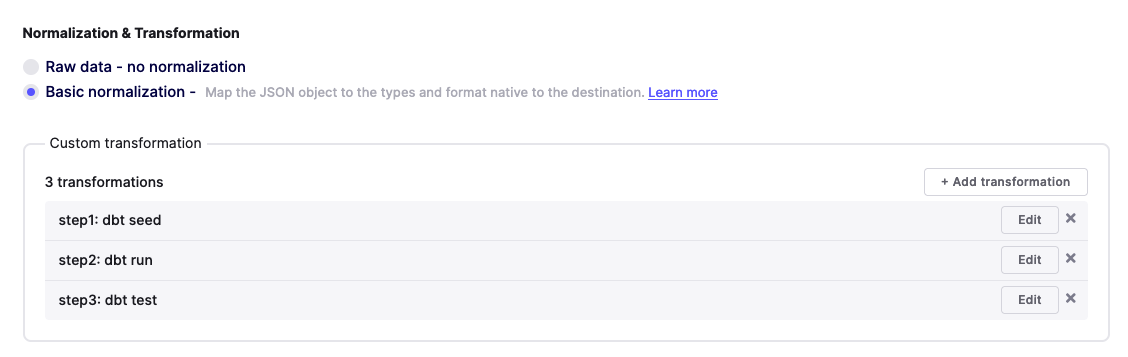 Normalization & Transformation
Raw data - no normalization
Basic normalization - Map the JSON object to the types and format native to the destination. Learn more
Custom transformation
3 transformations + Add transformation
step1: dbt seed Edit ×
step2: dbt run Edit ×
step3: dbt test Edit ×